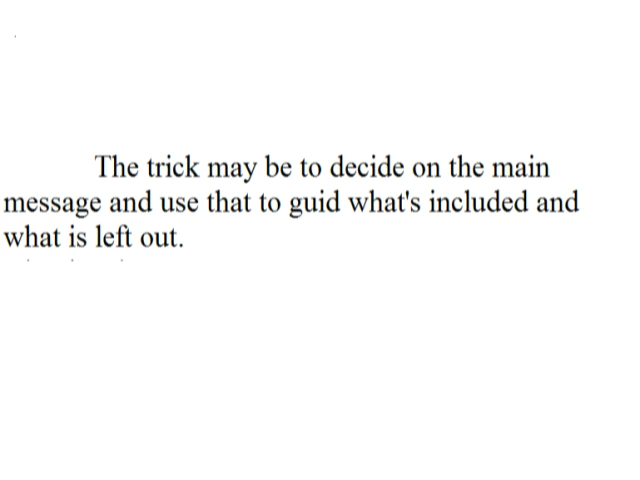 The trick may be to decide on the main
message and use that to guid what's included and
what is left out.